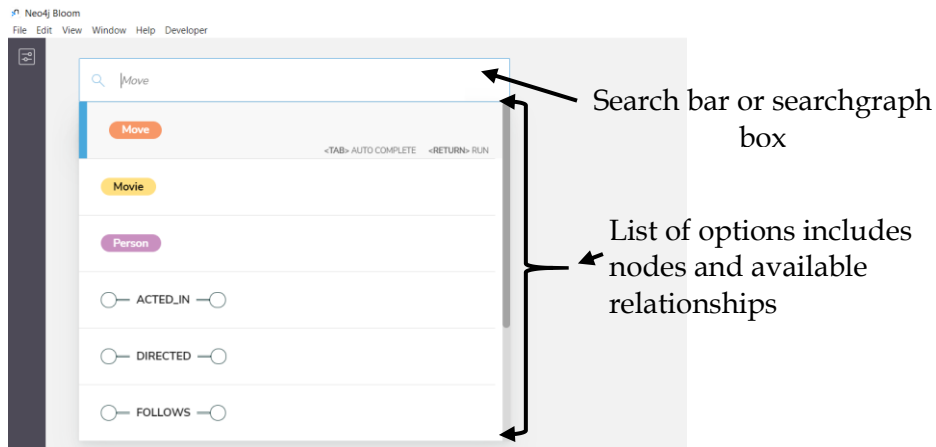 Neo4j Bloom
File Edit View Window Help Developer
Move
Move
<TAB> AUTO COMPLETE <RETURN> RUN
Movie
Person
ACTED_IN
DIRECTED
FOLLOWS
Search bar or searchgraph
box
List of options includes
nodes and available
relationships